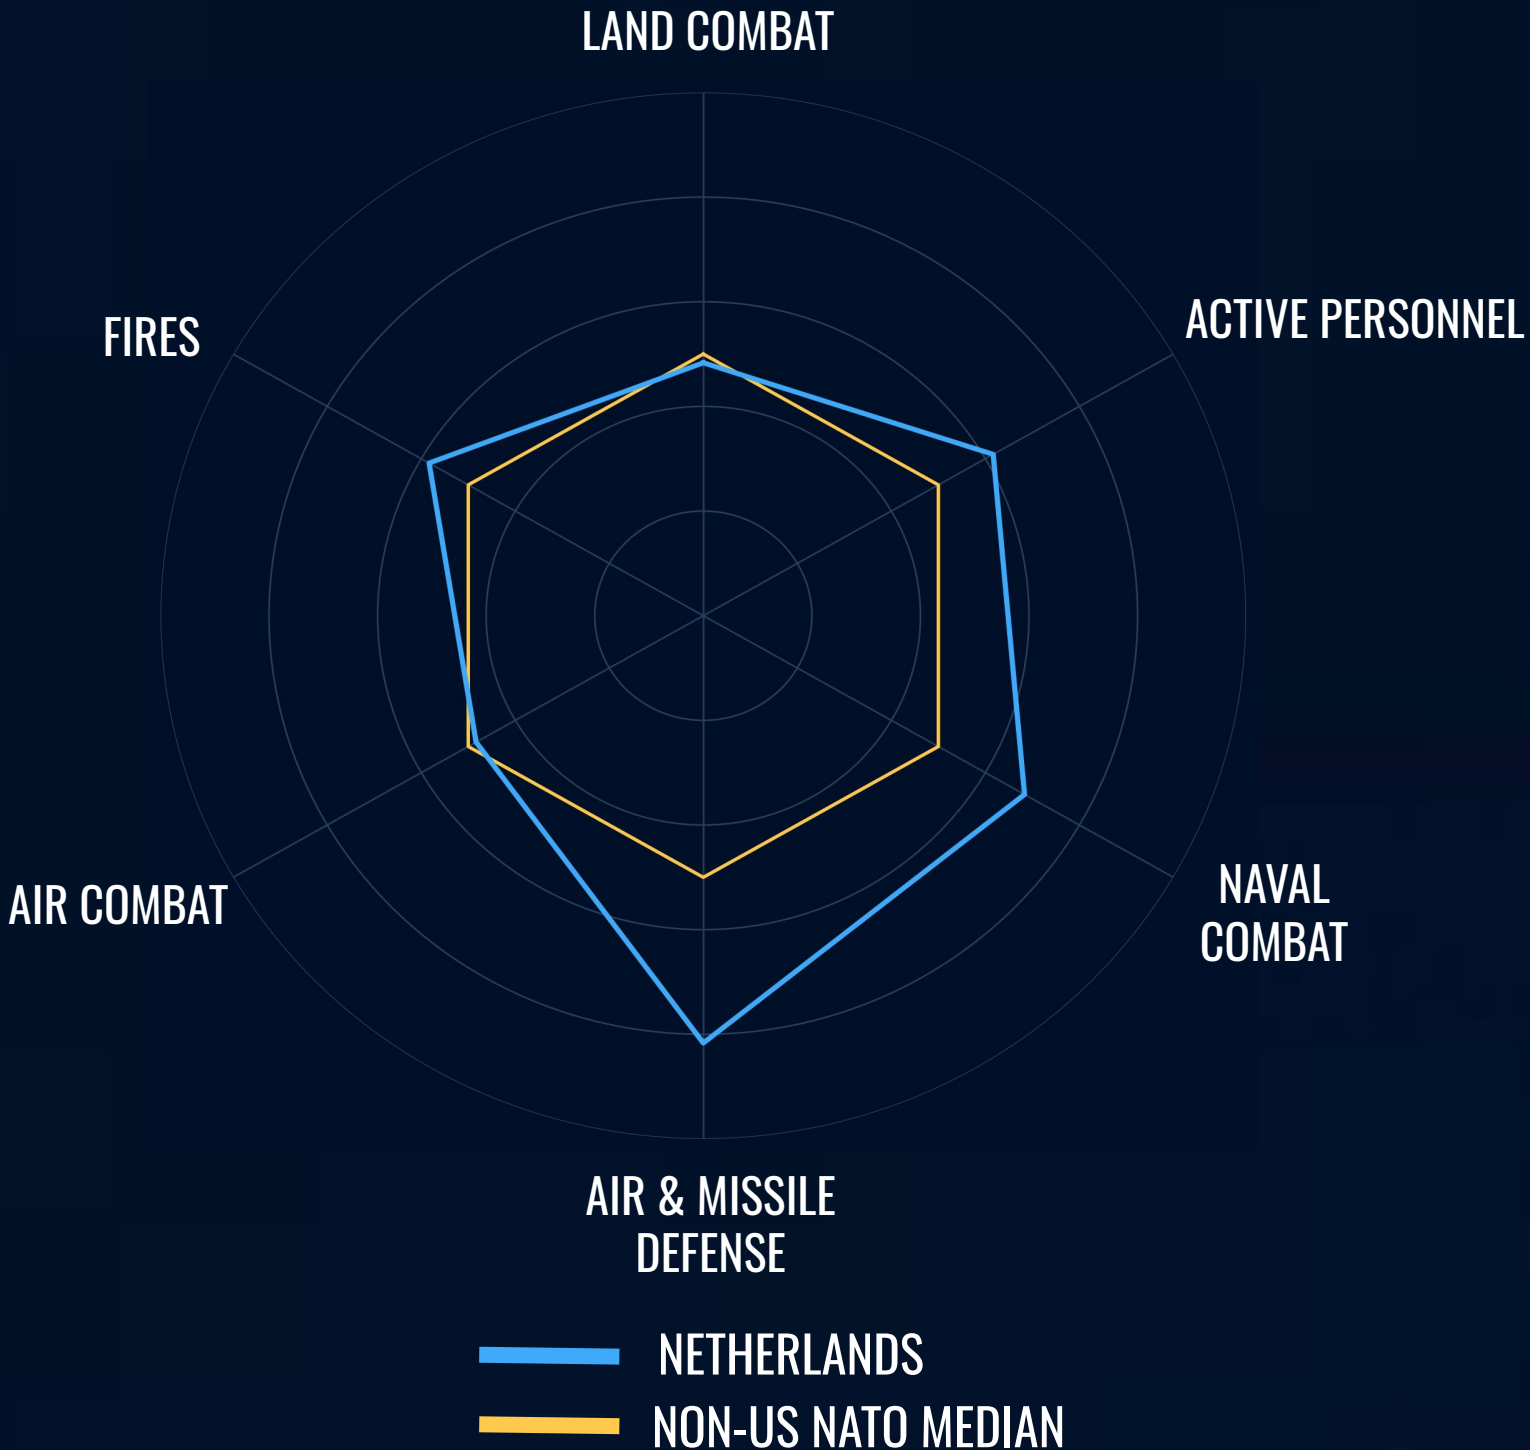 LAND COMBAT
FIRES
ACTIVE PERSONNEL
AIR COMBAT
NAVAL
COMBAT
AIR & MISSILE
DEFENSE
NETHERLANDS
NON-US NATO MEDIAN